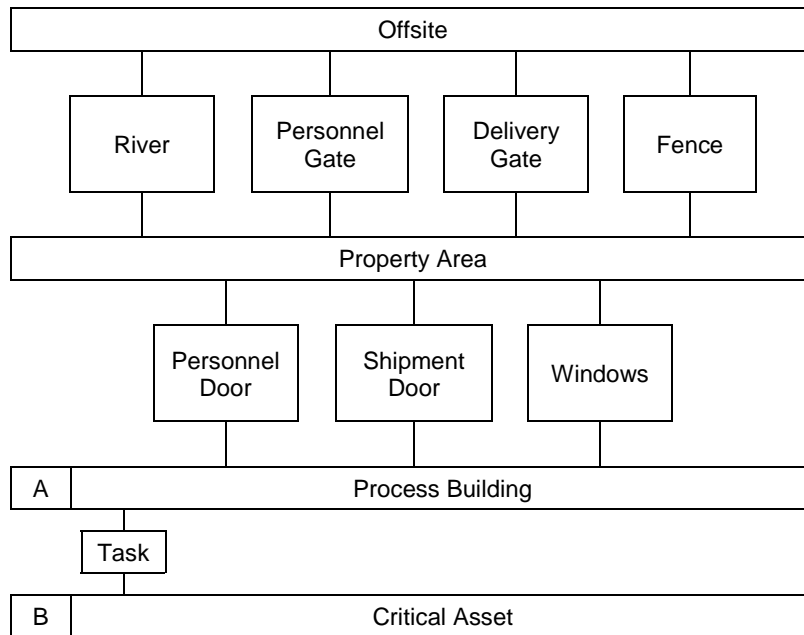 Offsite
River
Personnel
Gate
Delivery
Gate
Fence
Property Area
Personnel
Door
Shipment
Door
Windows
A
Process Building
Task
B
Critical Asset